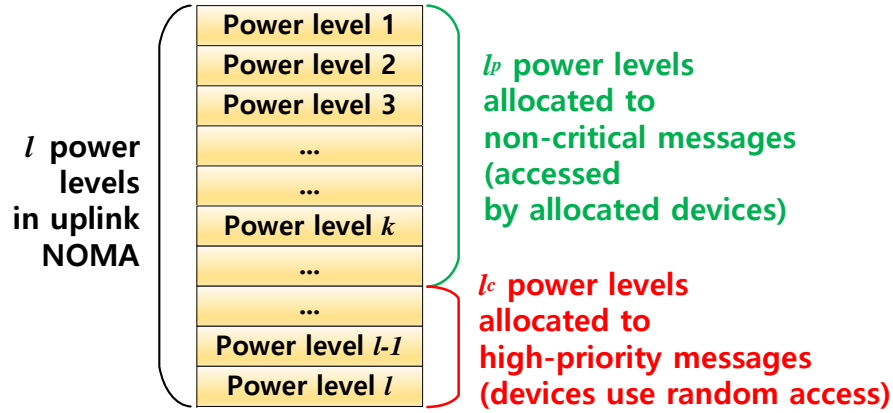 l power
levels
in uplink
NOMA
Power level 1
Power level 2
Power level 3
...
...
Power level k
...
...
Power level l-1
Power level l
lp power levels
allocated to
non-critical messages
(accessed
by allocated devices)
lc power levels
allocated to
high-priority messages
(devices use random access)